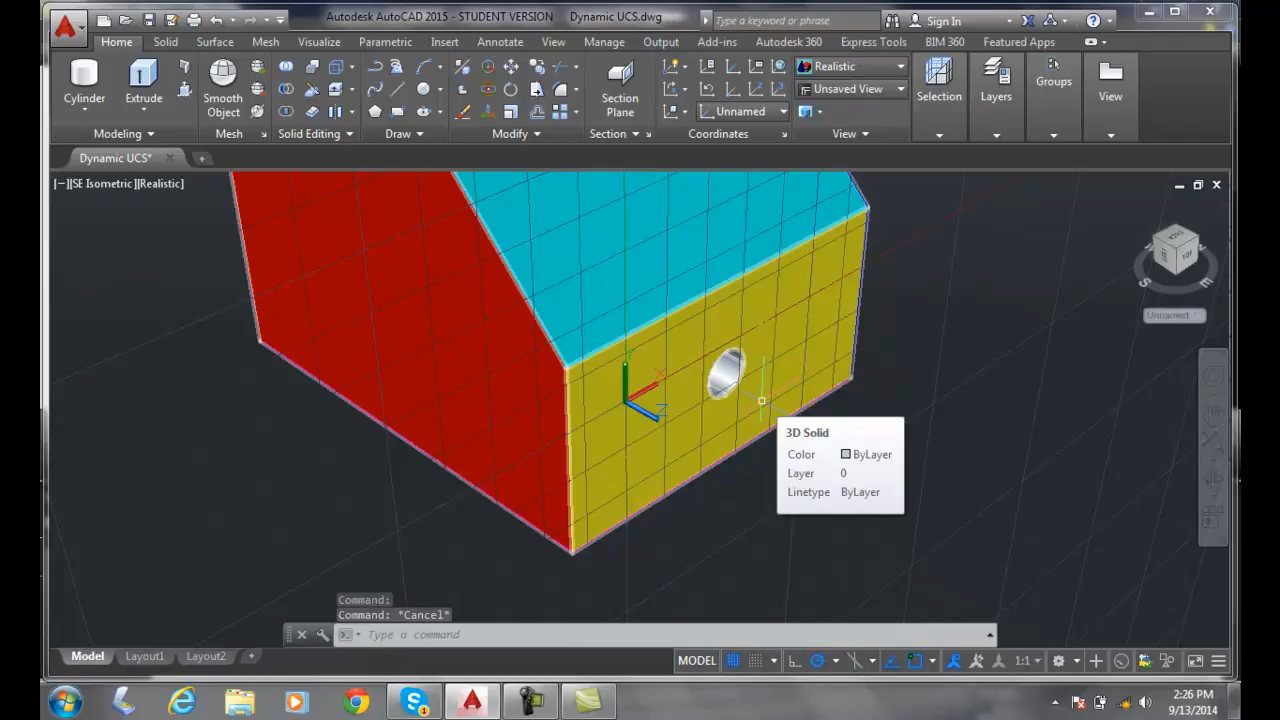 Autodesk AutoCAD 2015 - STUDENT VERSION Dynamic UCS.dwg
Type a keyword or phrase
Sign In
Home Solid Surface Mesh Visualize Parametric Insert Annotate View Manage Output Add-ins Autodesk 360 Express Tools BIM 360 Featured Apps
Cylinder
Extrude
Smooth
Object
Section
Plane
Realistic
Unsaved View
Unnamed
Selection
Layers
Groups
View
Modeling Mesh Solid Editing Draw Modify Section Coordinates View
Dynamic UCS*
[−][SE Isometric][Realistic]
Unnamed
Y
X
Z
S
E
3D Solid
Color ByLayer
Layer 0
Linetype ByLayer
Command:
Command: *Cancel*
Type a command
Model Layout1 Layout2
MODEL
1:1
2:26 PM
9/13/2014